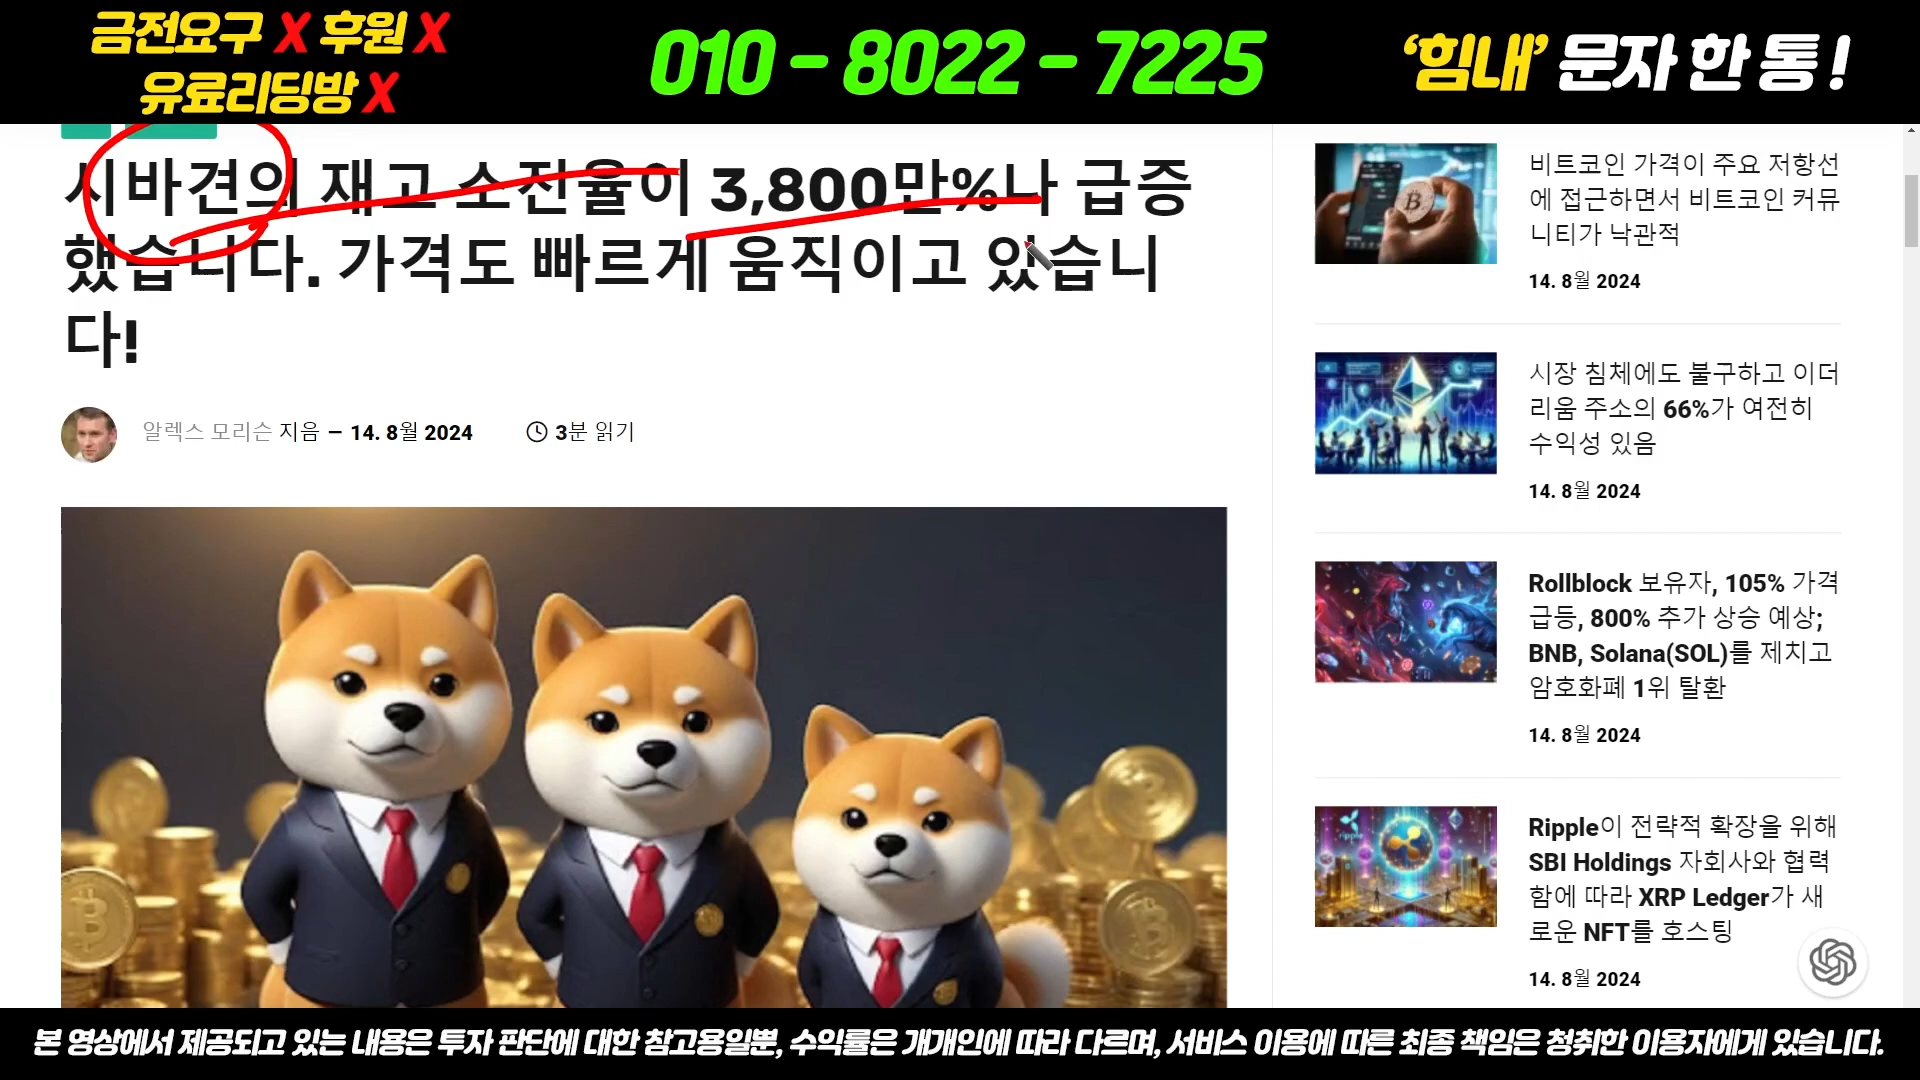 금전요구 X 후원 X
유료리딩방 X
010 - 8022 - 7225
‘힘내’ 문자 한 통 !
시바견의 재고 소진율이 3,800만%나 급증
했습니다. 가격도 빠르게 움직이고 있습니
다!
알렉스 모리슨 지음 — 14. 8월 2024
3분 읽기
비트코인 가격이 주요 저항선
에 접근하면서 비트코인 커뮤
니티가 낙관적
14. 8월 2024
시장 침체에도 불구하고 이더
리움 주소의 66%가 여전히
수익성 있음
14. 8월 2024
Rollblock 보유자, 105% 가격
급등, 800% 추가 상승 예상;
BNB, Solana(SOL)를 제치고
암호화폐 1위 탈환
14. 8월 2024
Ripple이 전략적 확장을 위해
SBI Holdings 자회사와 협력
함에 따라 XRP Ledger가 새
로운 NFT를 호스팅
14. 8월 2024
본 영상에서 제공되고 있는 내용은 투자 판단에 대한 참고용일뿐, 수익률은 개개인에 따라 다르며, 서비스 이용에 따른 최종 책임은 청취한 이용자에게 있습니다.